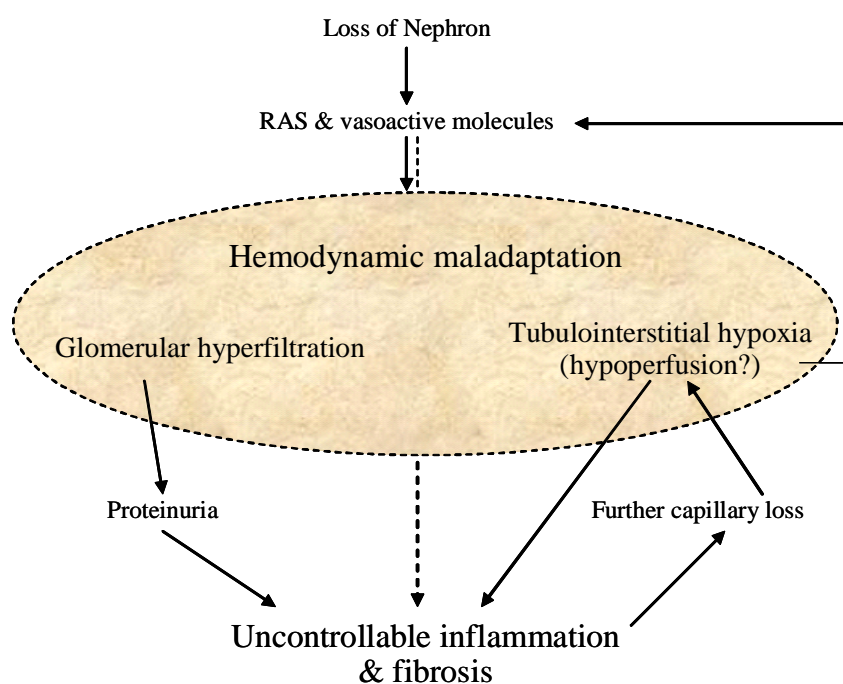 Loss of Nephron
RAS & vasoactive molecules
Hemodynamic maladaptation
Glomerular hyperfiltration
Tubulointerstitial hypoxia
(hypoperfusion?)
Proteinuria
Further capillary loss
Uncontrollable inflammation
& fibrosis